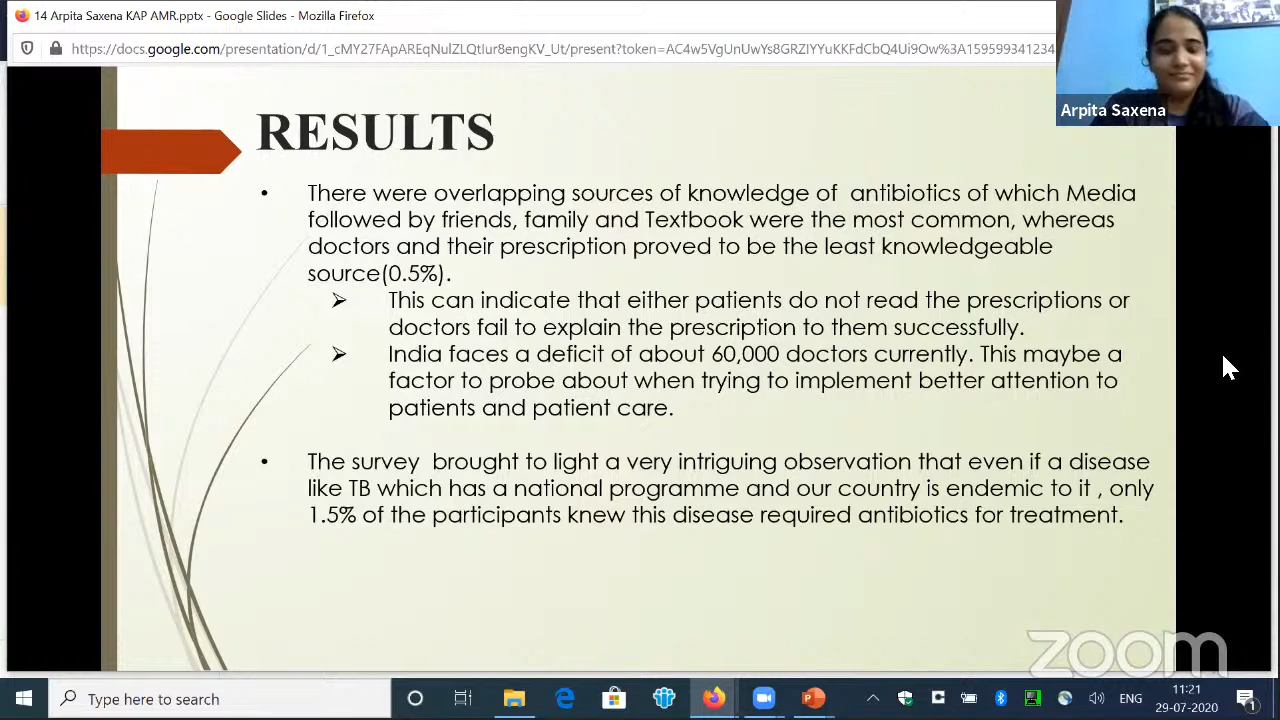 14 Arpita Saxena KAP AMR.pptx - Google Slides - Mozilla Firefox
https://docs.google.com/presentation/d/1_cMY27FApAREqNulZLQtIur8engKV_Ut/present?token=AC4w5VgUnUwYs8GRZIYYuKKFdCbQ4Ui9Ow%3A159599341234
Arpita Saxena
RESULTS
• There were overlapping sources of knowledge of antibiotics of which Media
followed by friends, family and Textbook were the most common, whereas
doctors and their prescription proved to be the least knowledgeable
source(0.5%).
➢ This can indicate that either patients do not read the prescriptions or
doctors fail to explain the prescription to them successfully.
➢ India faces a deficit of about 60,000 doctors currently. This maybe a
factor to probe about when trying to implement better attention to
patients and patient care.
• The survey brought to light a very intriguing observation that even if a disease
like TB which has a national programme and our country is endemic to it , only
1.5% of the participants knew this disease required antibiotics for treatment.
zoom
Type here to search
ENG
11:21
29-07-2020
1